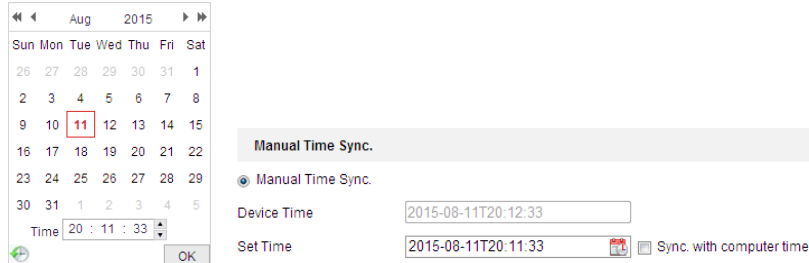 Aug 2015
Sun Mon Tue Wed Thu Fri Sat
26 27 28 29 30 31 1
2 3 4 5 6 7 8
9 10 11 12 13 14 15
16 17 18 19 20 21 22
23 24 25 26 27 28 29
30 31 1 2 3 4 5
Time 20 : 11 : 33
OK
Manual Time Sync.
Manual Time Sync.
Device Time 2015-08-11T20:12:33
Set Time 2015-08-11T20:11:33 Sync. with computer time